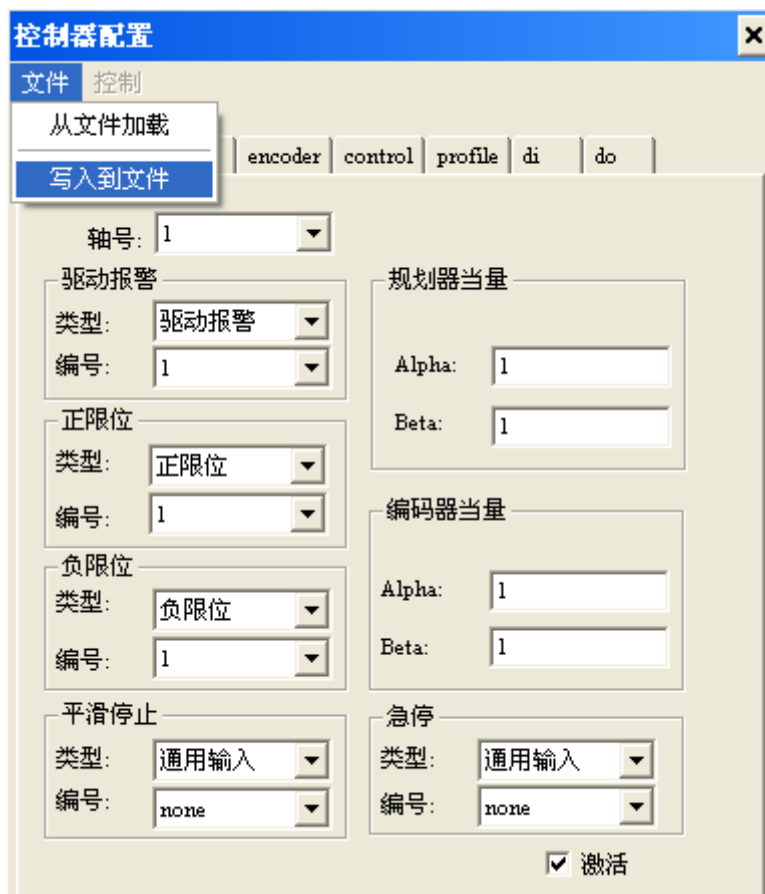 控制器配置
文件 控制
从文件加载
写入到文件
encoder control profile di do
轴号: 1
驱动报警
类型: 驱动报警
编号: 1
规划器当量
Alpha: 1
Beta: 1
正限位
类型: 正限位
编号: 1
编码器当量
Alpha: 1
Beta: 1
负限位
类型: 负限位
编号: 1
平滑停止
类型: 通用输入
编号: none
急停
类型: 通用输入
编号: none
激活